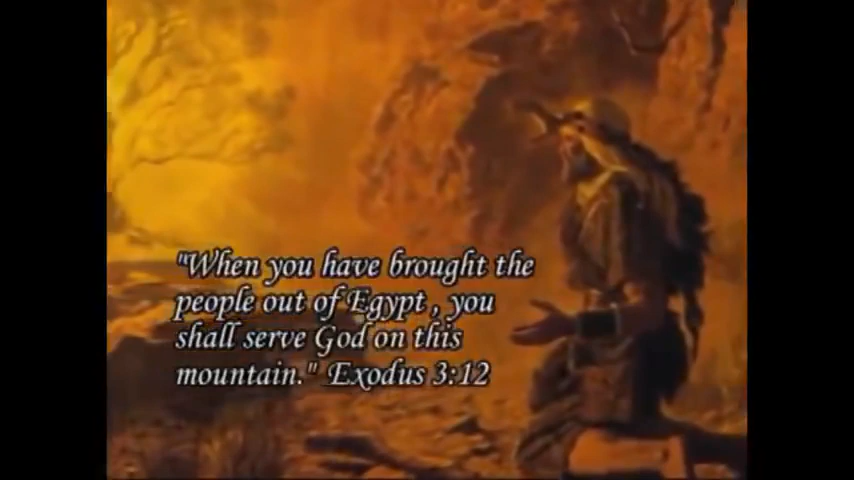 "When you have brought the
people out of Egypt , you
shall serve God on this
mountain." Exodus 3:12